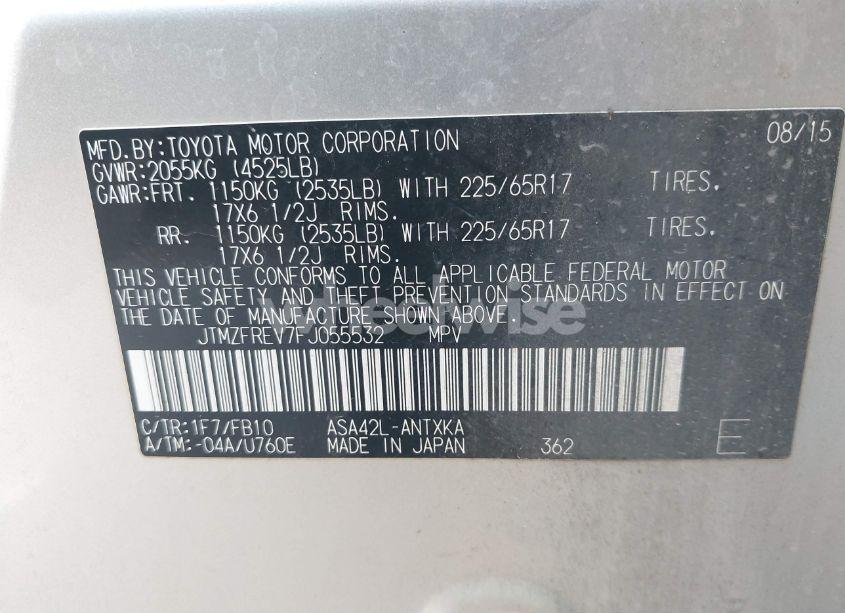 MFD.BY:TOYOTA MOTOR CORPORATION 08/15
GVWR:2055KG (4525LB)
GAWR:FRT. 1150KG (2535LB) WITH 225/65R17 TIRES.
17X6 1/2J RIMS.
RR. 1150KG (2535LB) WITH 225/65R17 TIRES.
17X6 1/2J RIMS.
THIS VEHICLE CONFORMS TO ALL APPLICABLE FEDERAL MOTOR
VEHICLE SAFETY AND THEFT PREVENTION STANDARDS IN EFFECT ON
THE DATE OF MANUFACTURE SHOWN ABOVE.
wheelwise
JTMZFREV7FJ055532 MPV
C/TR:1F7/FB10 ASA42L-ANTXKA
A/TM:-04A/U760E MADE IN JAPAN 362 E